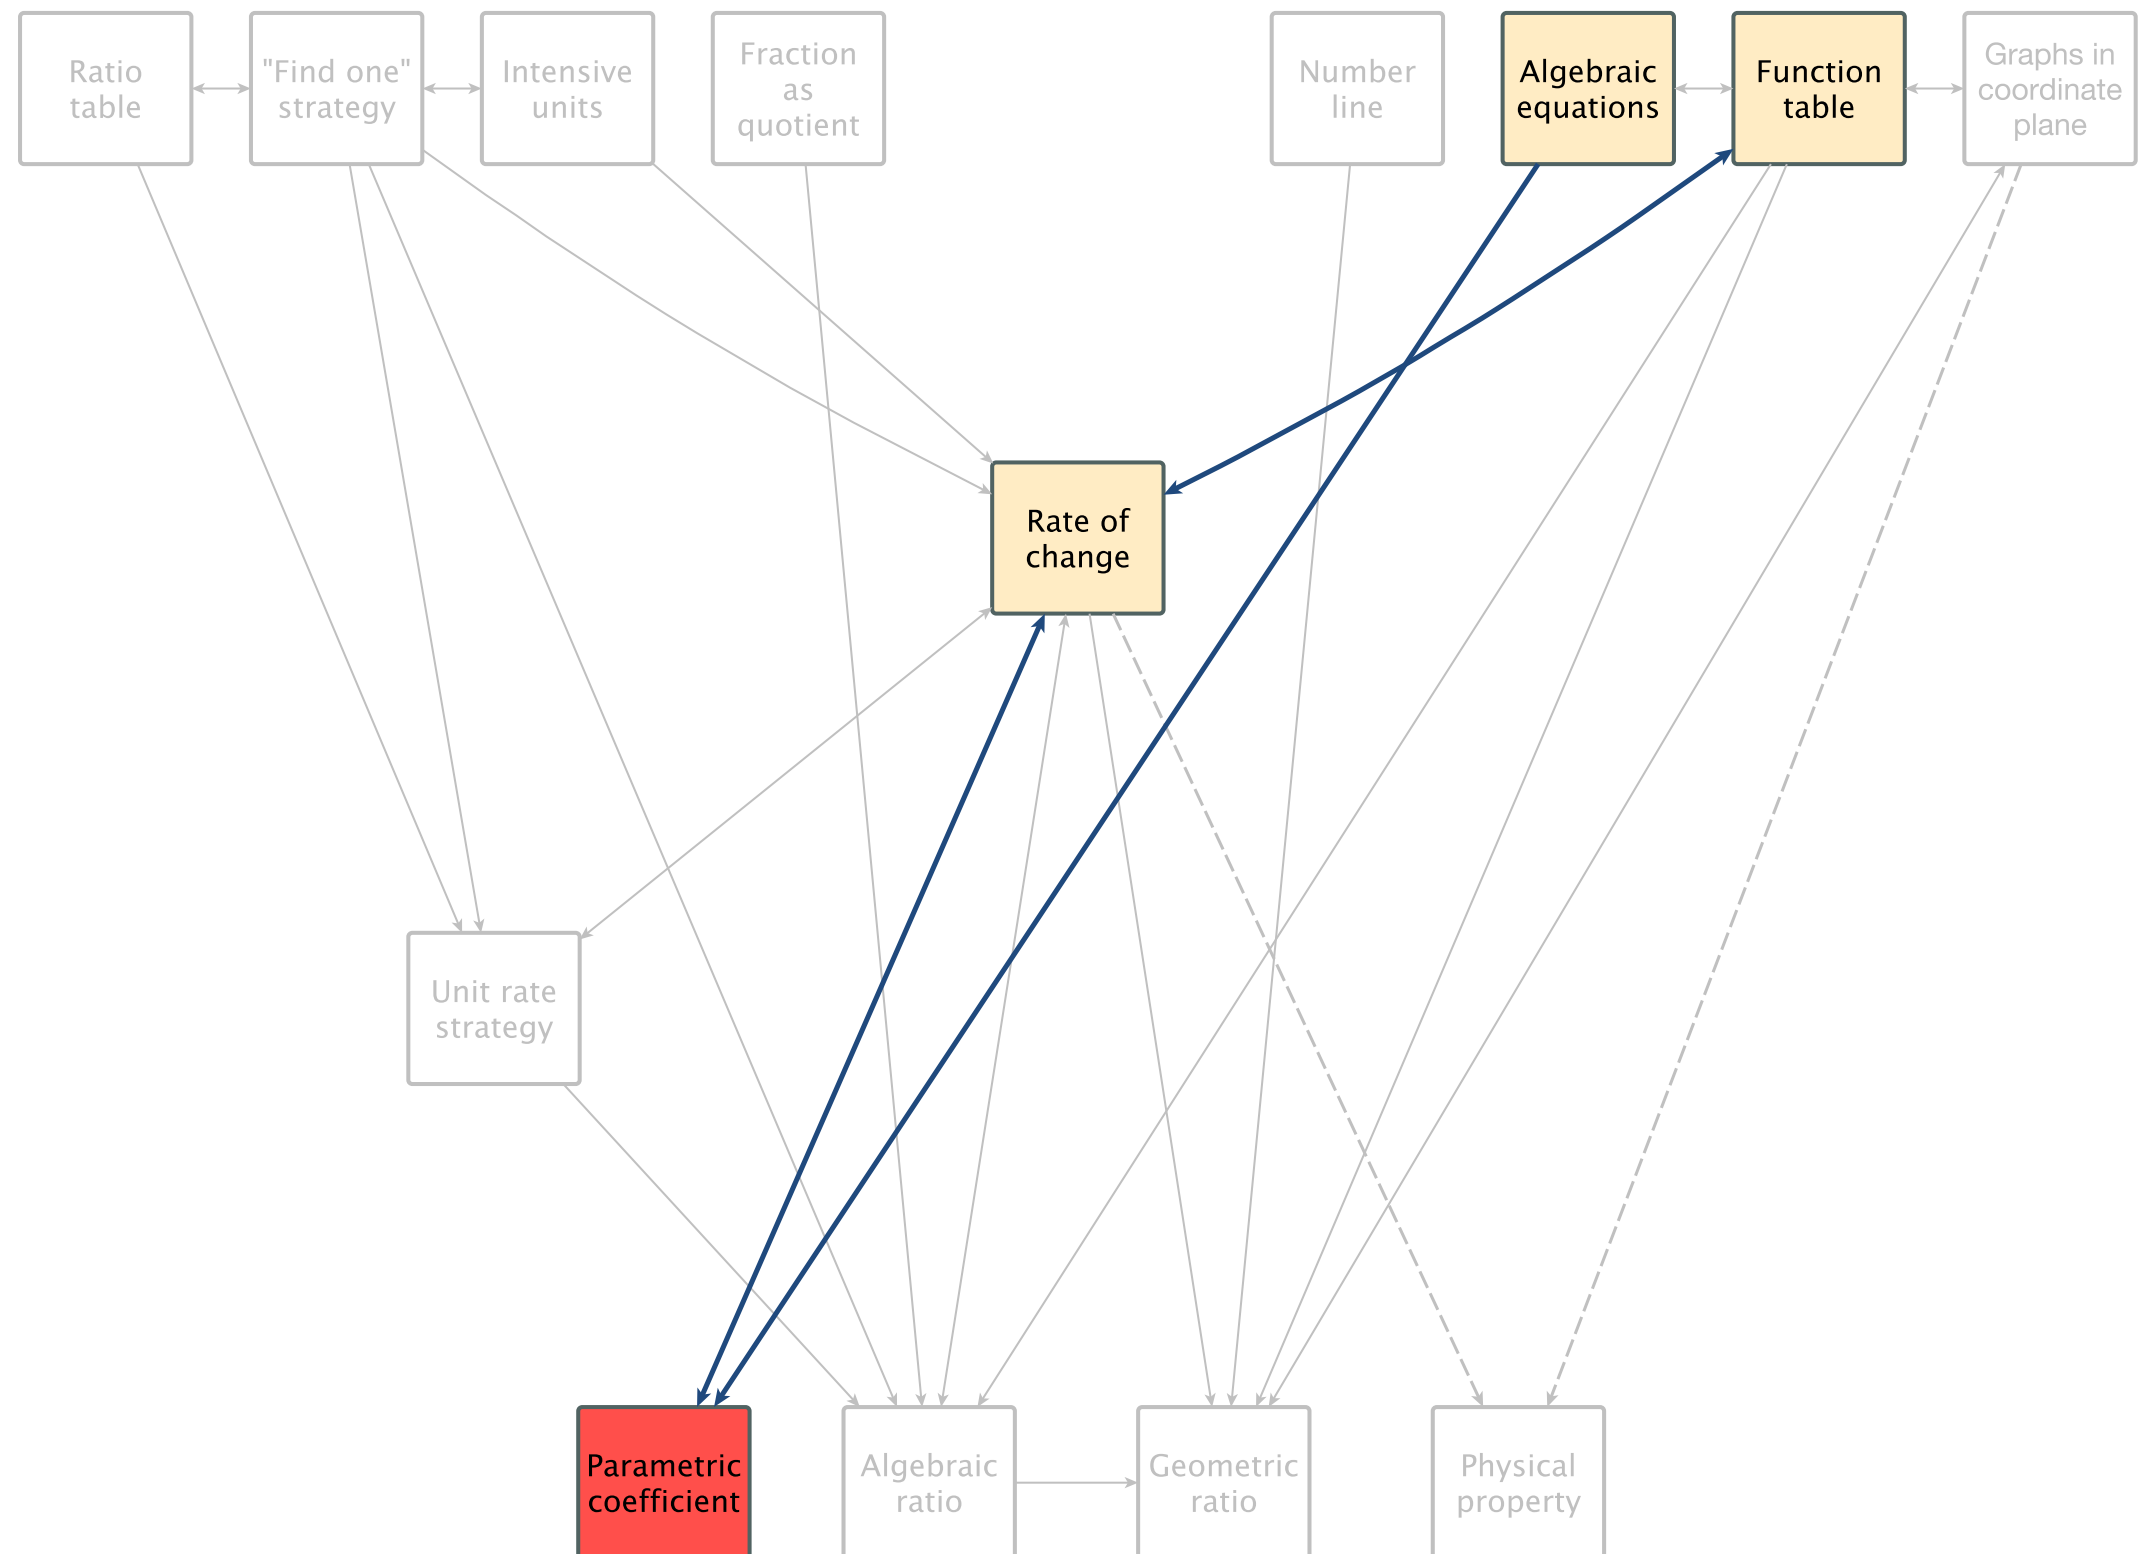 Ratio
table
"Find one"
strategy
Intensive
units
Fraction
as
quotient
Number
line
Algebraic
equations
Function
table
Graphs in
coordinate
plane
Rate of
change
Unit rate
strategy
Parametric
coefficient
Algebraic
ratio
Geometric
ratio
Physical
property